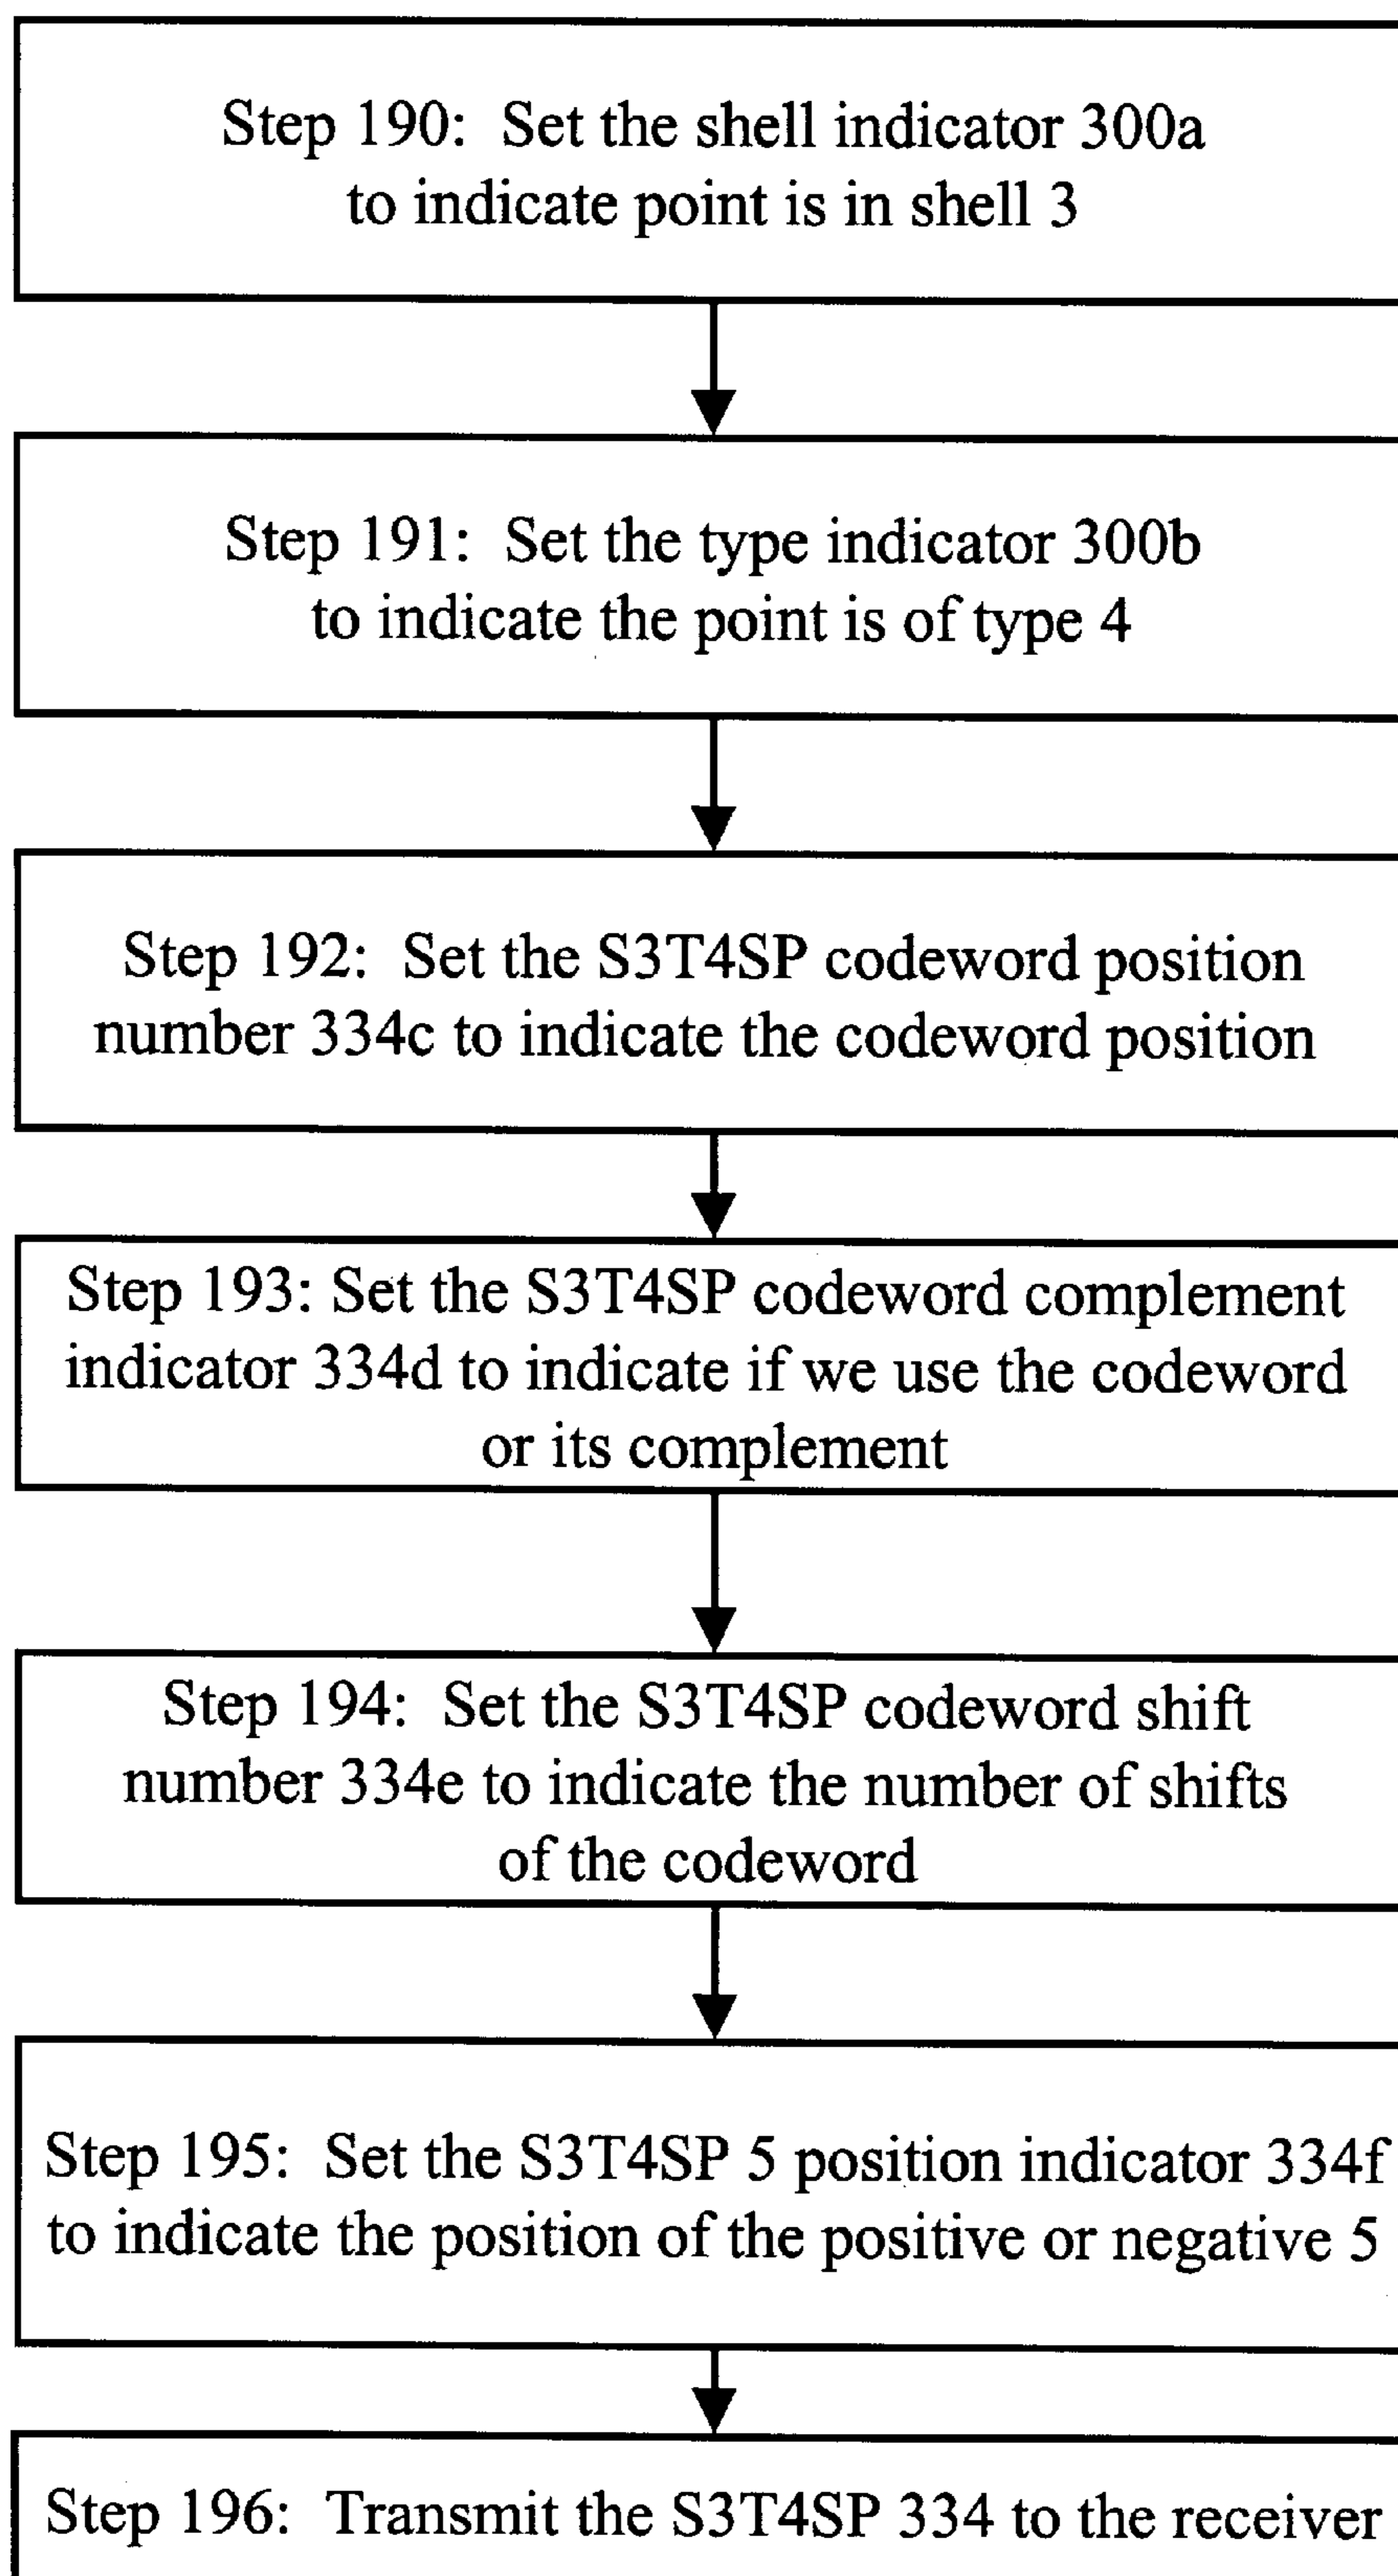 Step 190: Set the shell indicator 300a
to indicate point is in shell 3
Step 191: Set the type indicator 300b
to indicate the point is of type 4
Step 192: Set the S3T4SP codeword position
number 334c to indicate the codeword position
Step 193: Set the S3T4SP codeword complement
indicator 334d to indicate if we use the codeword
or its complement
Step 194: Set the S3T4SP codeword shift
number 334e to indicate the number of shifts
of the codeword
Step 195: Set the S3T4SP 5 position indicator 334f
to indicate the position of the positive or negative 5
Step 196: Transmit the S3T4SP 334 to the receiver